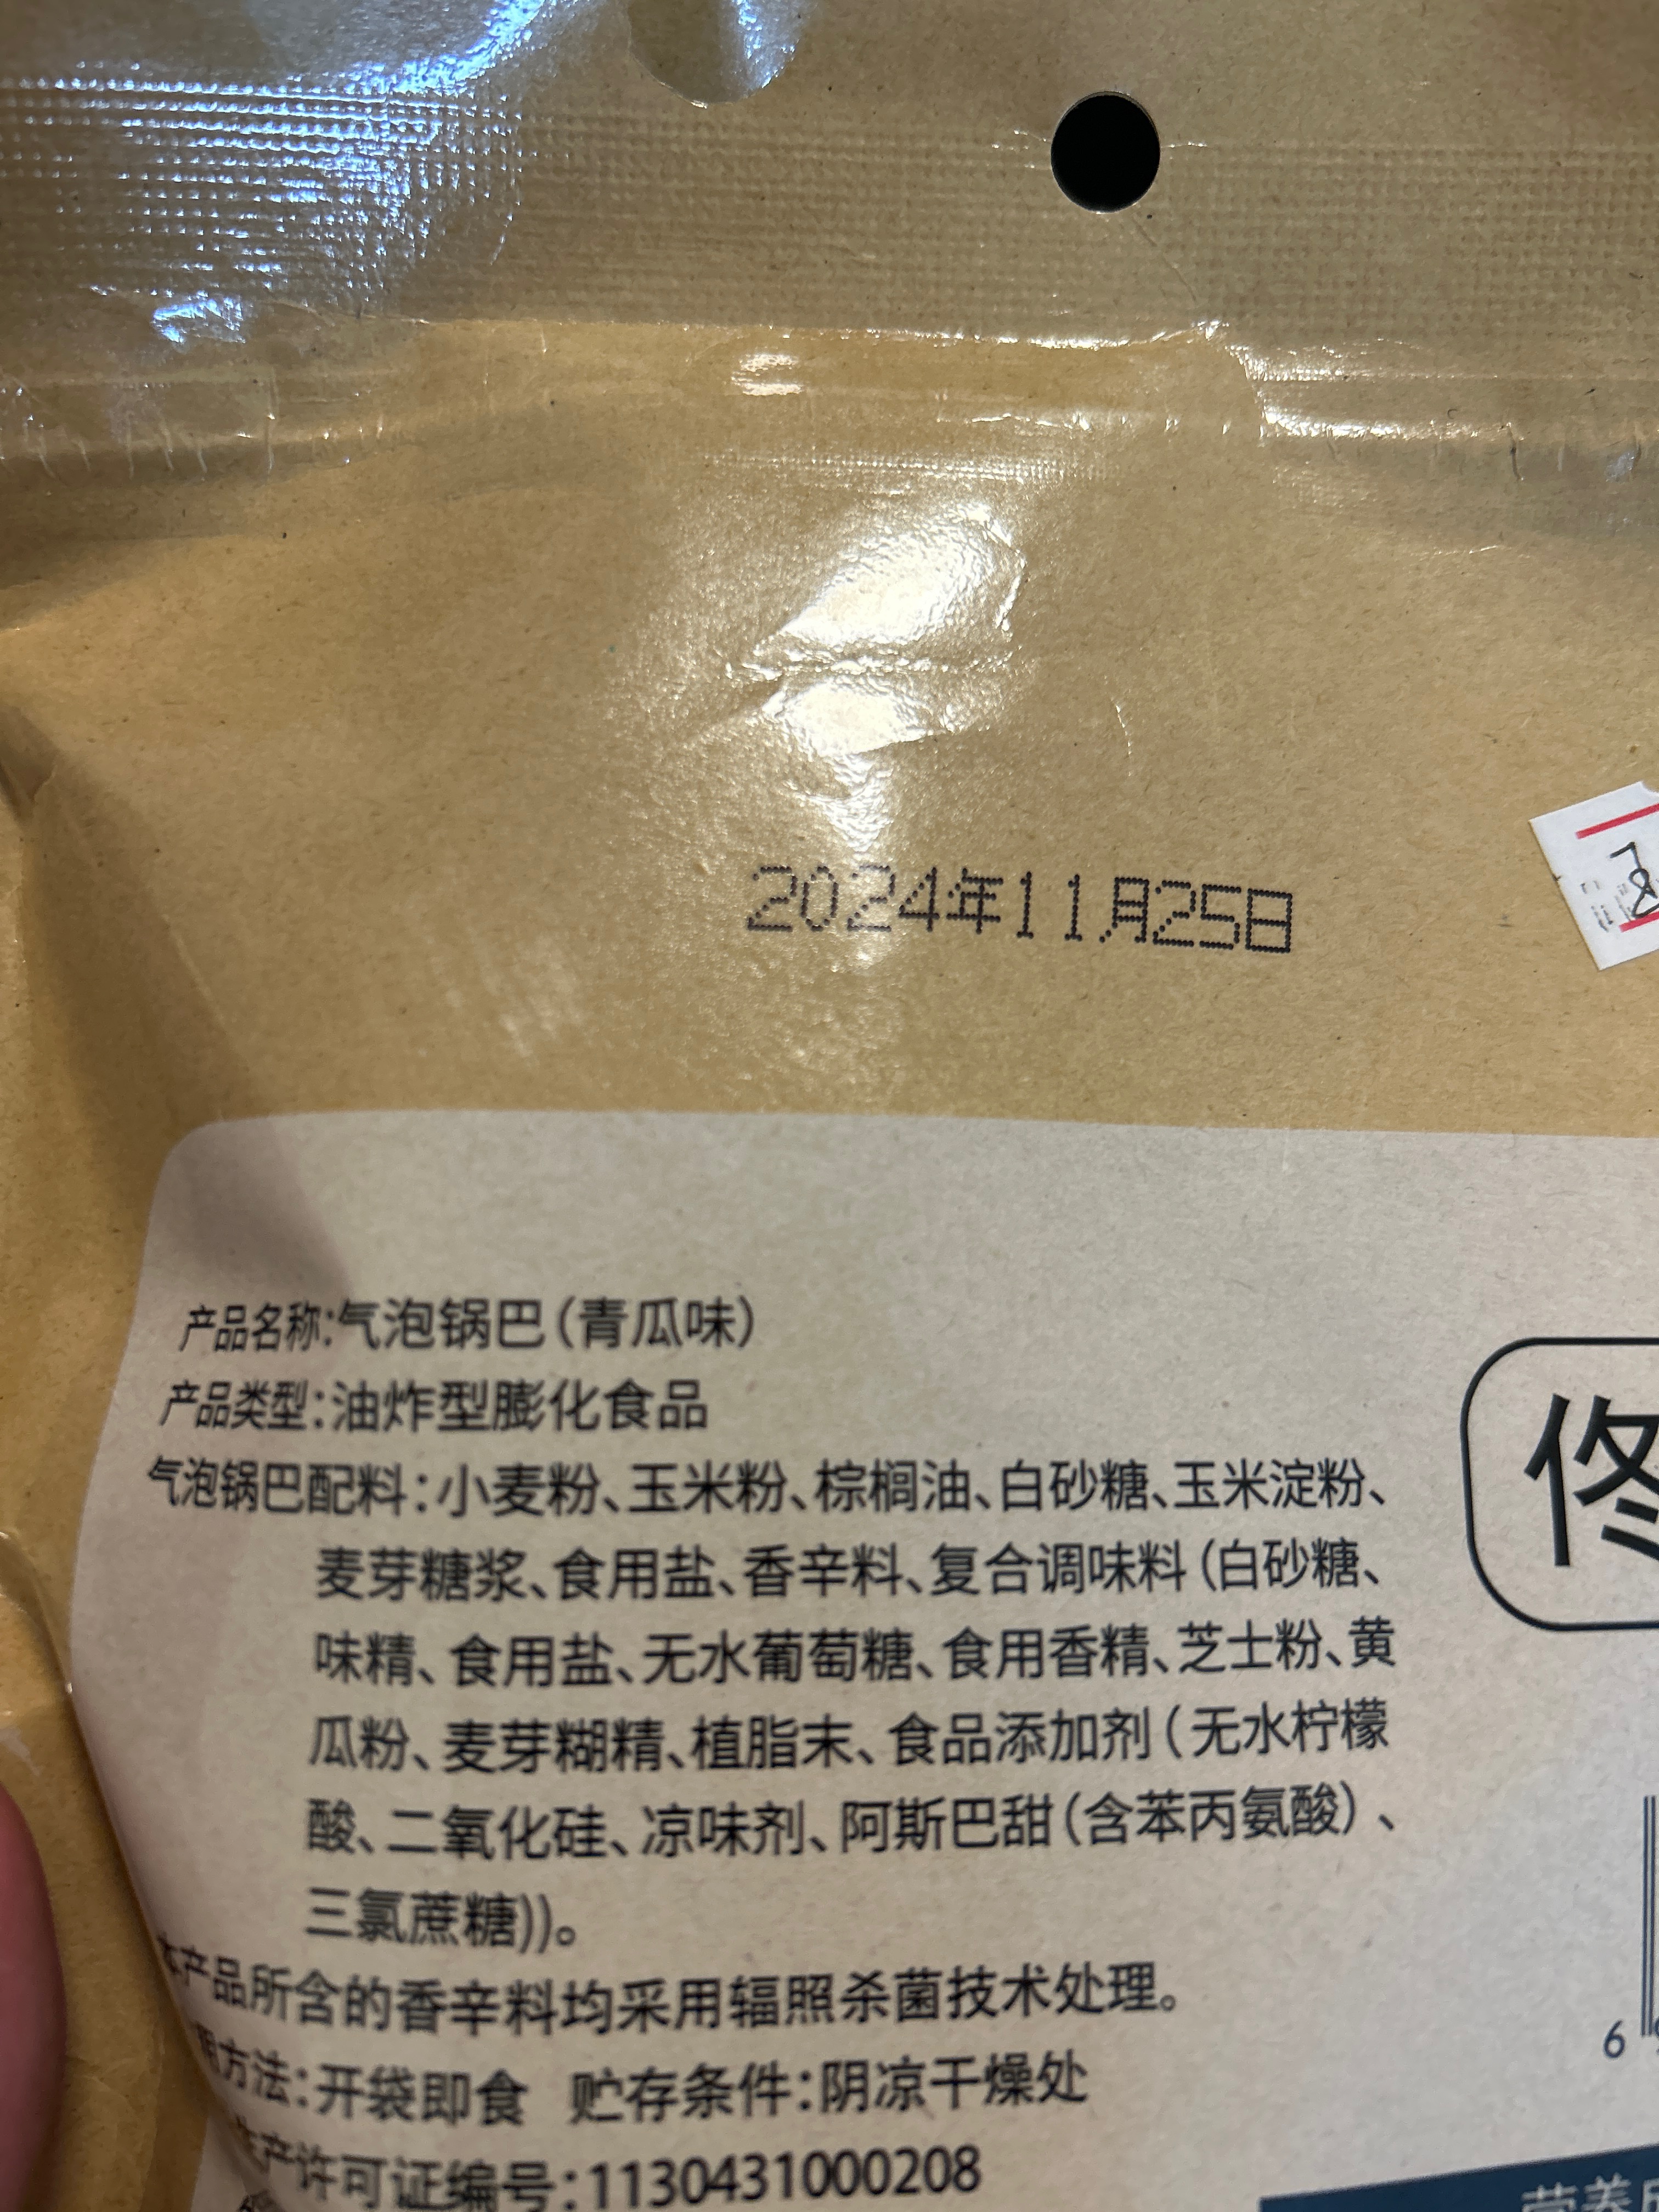 2024年11月25日
产品名称:气泡锅巴(青瓜味)
产品类型:油炸型膨化食品
气泡锅巴配料:小麦粉、玉米粉、棕榈油、白砂糖、玉米淀粉、
麦芽糖浆、食用盐、香辛料、复合调味料(白砂糖、
味精、食用盐、无水葡萄糖、食用香精、芝士粉、黄
瓜粉、麦芽糊精、植脂末、食品添加剂(无水柠檬
酸、二氧化硅、凉味剂、阿斯巴甜(含苯丙氨酸)、
三氯蔗糖))。
本产品所含的香辛料均采用辐照杀菌技术处理。
方法:开袋即食 贮存条件:阴凉干燥处
生产许可证编号:1130431000208
佟
6
营养